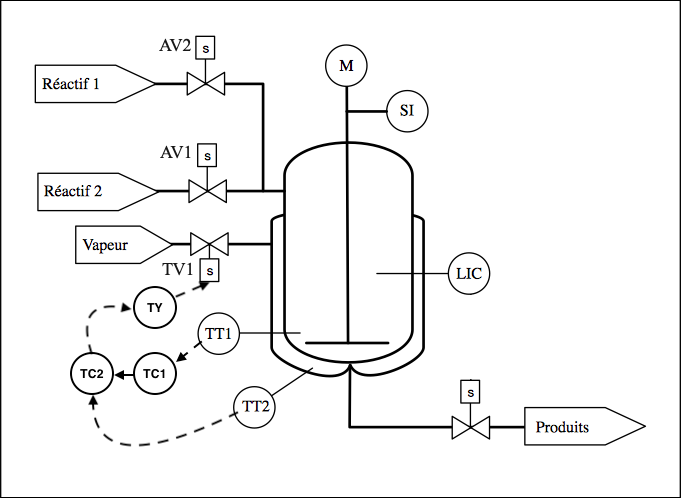 AV2
s
M
Réactif 1
SI
AV1
s
Réactif 2
Vapeur
TV1
s
LIC
TY
TT1
TC2
TC1
TT2
s
Produits